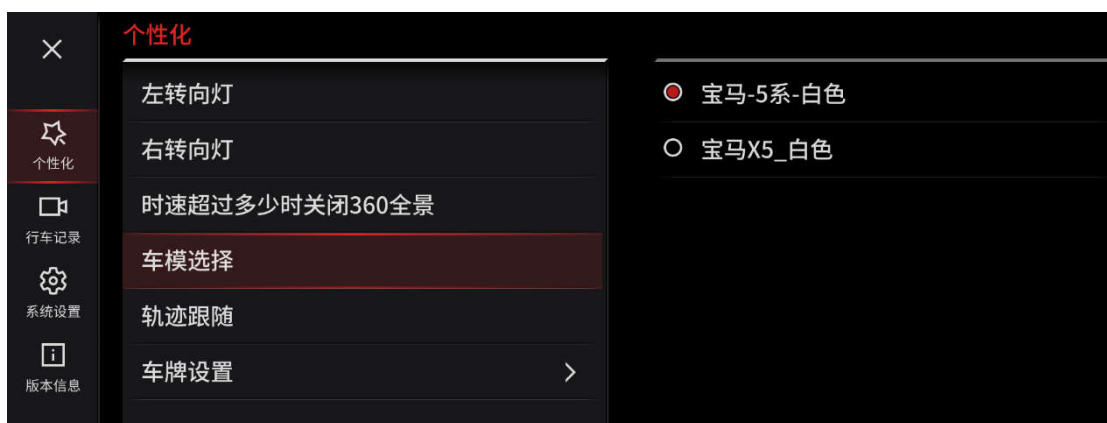 个性化
个性化
行车记录
系统设置
版本信息
左转向灯
右转向灯
时速超过多少时关闭360全景
车模选择
轨迹跟随
车牌设置
宝马-5系-白色
宝马X5_白色